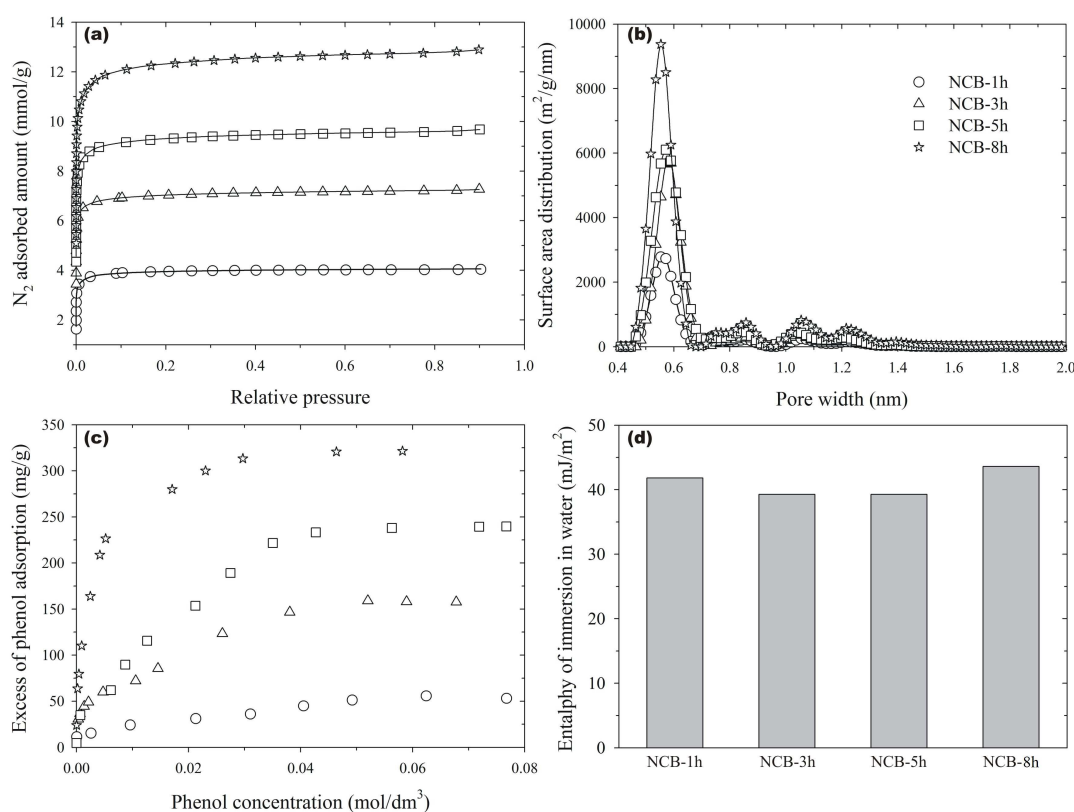 (a)
14
12
10
8
6
4
2
0.0
0.2
0.4
0.6
0.8
1.0
N₂ adsorbed amount (mmol/g)
Relative pressure
(b)
10000
8000
6000
4000
2000
0
0.4
0.6
0.8
1.0
1.2
1.4
1.6
1.8
2.0
Surface area distribution (m²/g/nm)
Pore width (nm)
NCB-1h
NCB-3h
NCB-5h
NCB-8h
(c)
350
300
250
200
150
100
50
0
0.00
0.02
0.04
0.06
0.08
Excess of phenol adsorption (mg/g)
Phenol concentration (mol/dm³)
(d)
50
40
30
20
10
0
Entalphy of immersion in water (mJ/m²)
NCB-1h
NCB-3h
NCB-5h
NCB-8h